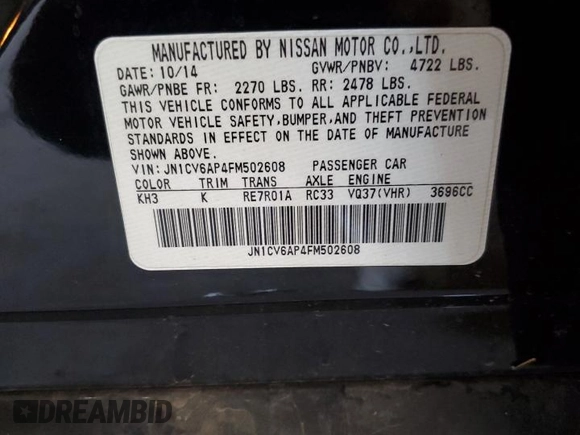 MANUFACTURED BY NISSAN MOTOR CO.,LTD.
DATE: 10/14 GVWR/PNBV: 4722 LBS.
GAWR/PNBE FR: 2270 LBS. RR: 2478 LBS.
THIS VEHICLE CONFORMS TO ALL APPLICABLE FEDERAL
MOTOR VEHICLE SAFETY,BUMPER,AND THEFT PREVENTION
STANDARDS IN EFFECT ON THE DATE OF MANUFACTURE
SHOWN ABOVE.
VIN: JN1CV6AP4FM502608 PASSENGER CAR
COLOR TRIM TRANS AXLE ENGINE
KH3 K RE7R01A RC33 VQ37(VHR) 3696CC
JN1CV6AP4FM502608
DREAMBID